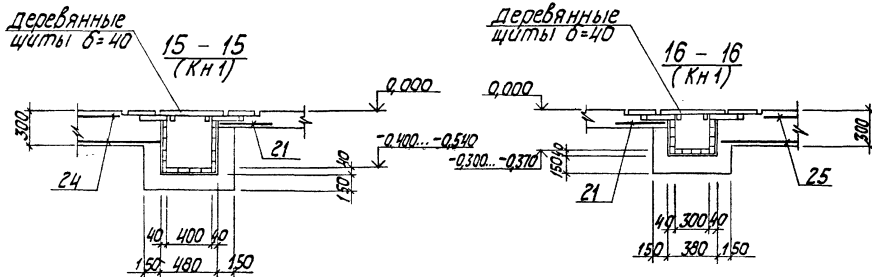 деревянные
щиты δ=40
15 - 15
(Кн1)
0,000
300
21
-0,400...-0,540
40
150
24
40 400 40
150 480 150
деревянные
щиты δ=40
16 - 16
(Кн1)
0,000
300
-0,300...-0,370
40
150
21
25
40 300 40
150 380 150